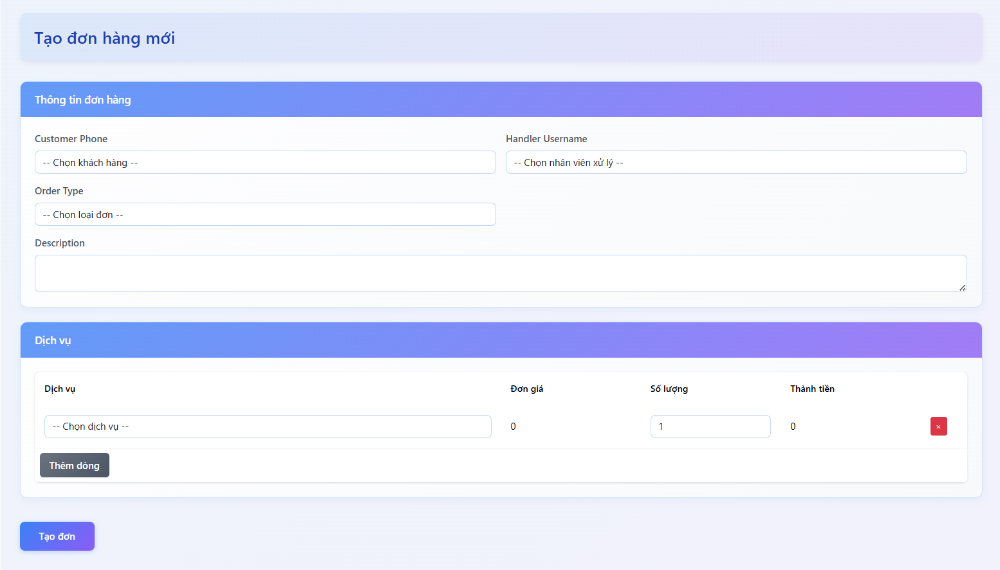 Tạo đơn hàng mới
Thông tin đơn hàng
Customer Phone
Handler Username
-- Chọn khách hàng --
-- Chọn nhân viên xử lý --
Order Type
-- Chọn loại đơn --
Description
Dịch vụ
Dịch vụ Đơn giá Số lượng Thành tiền
-- Chọn dịch vụ -- 0 1 0 ×
Thêm dòng
Tạo đơn